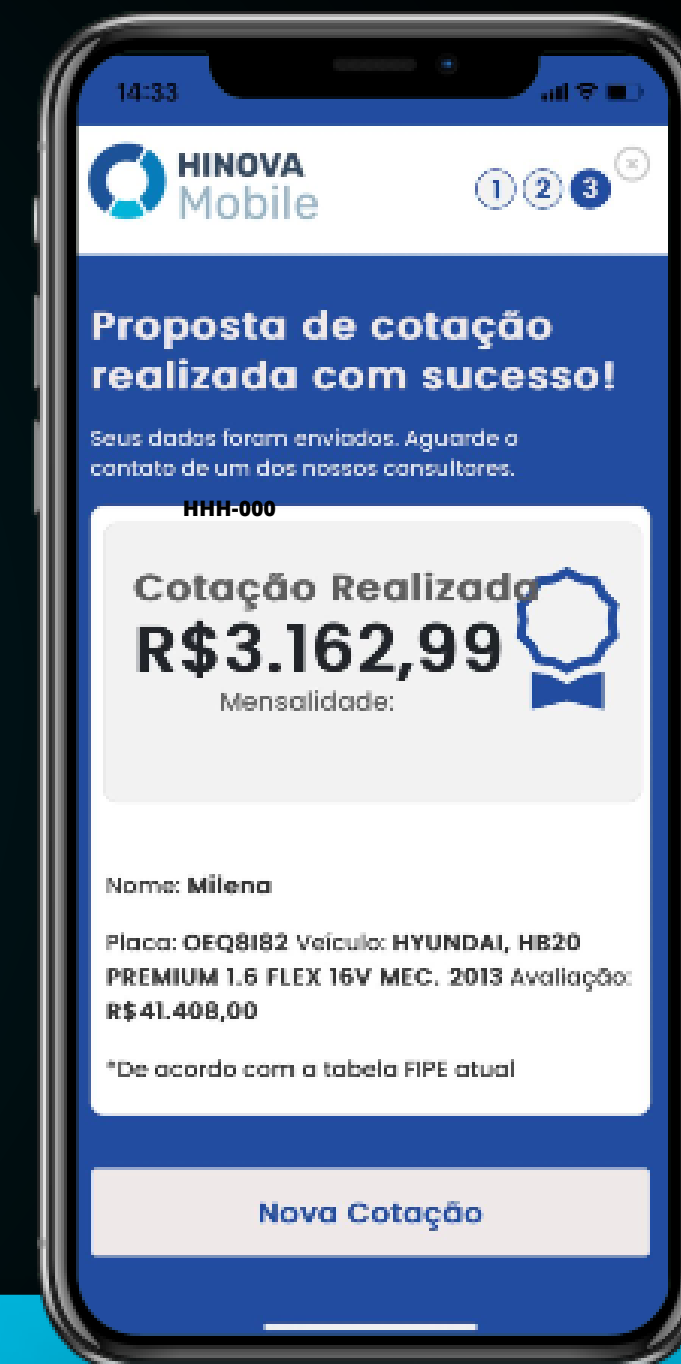 14:33
HINOVA
Mobile
1 2 3
Proposta de cotação
realizada com sucesso!
Seus dados foram enviados. Aguarde o
contato de um dos nossos consultores.
HHH-000
Cotação Realizada
R$3.162,99
Mensalidade:
Nome: Milena
Placa: OEQ8I82 Veículo: HYUNDAI, HB20
PREMIUM 1.6 FLEX 16V MEC. 2013 Avaliação:
R$41.408,00
*De acordo com a tabela FIPE atual
Nova Cotação